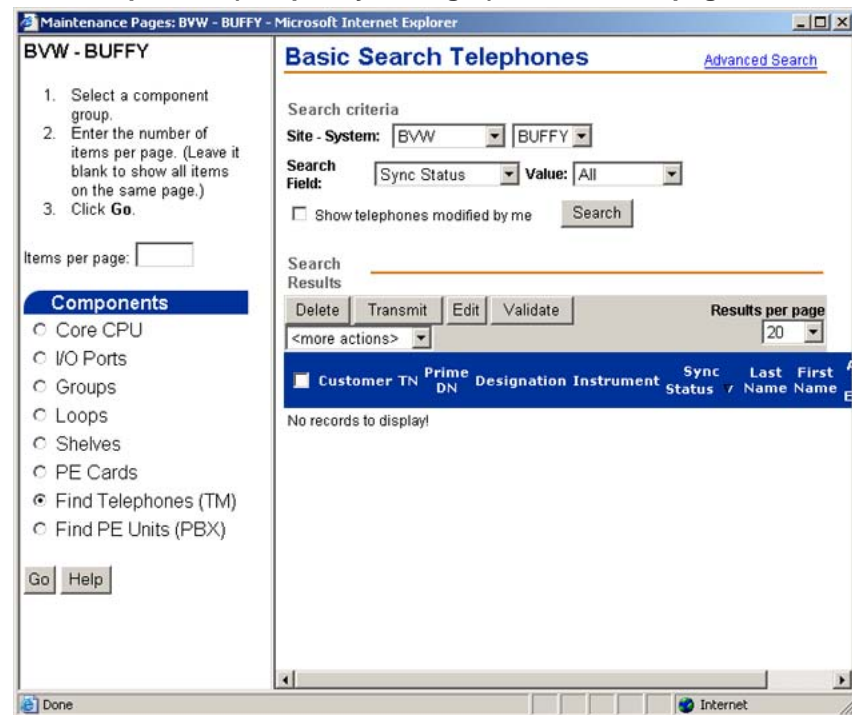 Maintenance Pages: BVW - BUFFY - Microsoft Internet Explorer
BVW - BUFFY
1. Select a component
group.
2. Enter the number of
items per page. (Leave it
blank to show all items
on the same page.)
3. Click Go.
Items per page:
Components
Core CPU
I/O Ports
Groups
Loops
Shelves
PE Cards
Find Telephones (TM)
Find PE Units (PBX)
Go Help
Basic Search Telephones Advanced Search
Search criteria
Site - System: BVW BUFFY
Search
Field: Sync Status Value: All
Show telephones modified by me Search
Search
Results
Delete Transmit Edit Validate Results per page
<more actions> 20
Customer TN Prime DN Designation Instrument Sync Status Last Name First Name
No records to display!
Done Internet